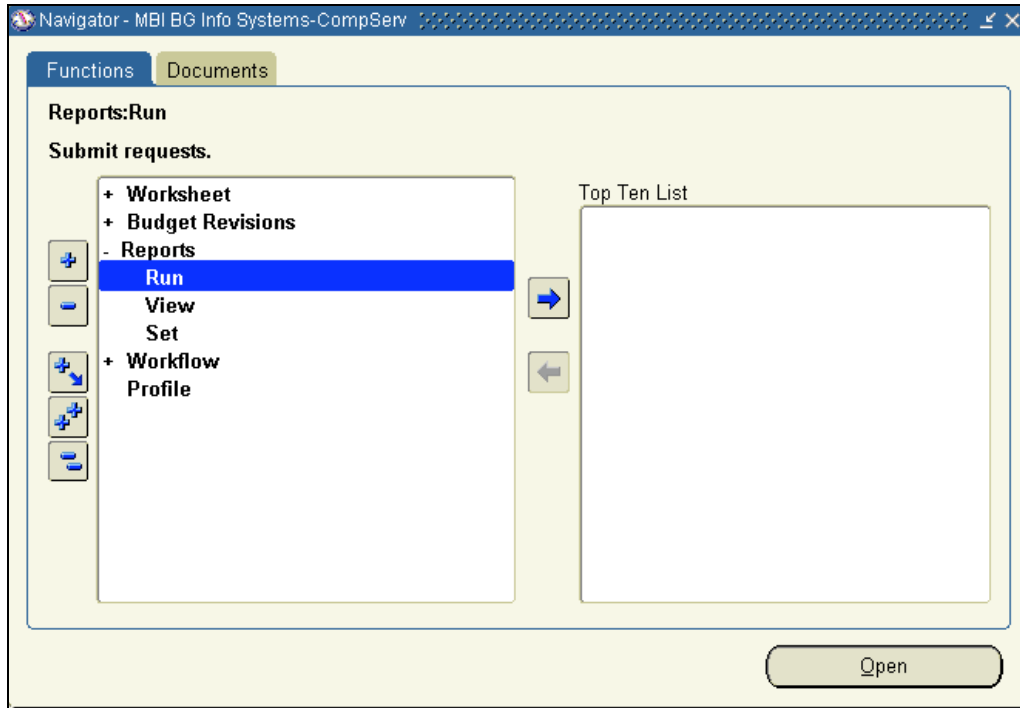 Navigator - MBI BG Info Systems-CompServ
Functions Documents
Reports:Run
Submit requests.
+ Worksheet
+ Budget Revisions
- Reports
Run
View
Set
+ Workflow
Profile
Top Ten List
Open